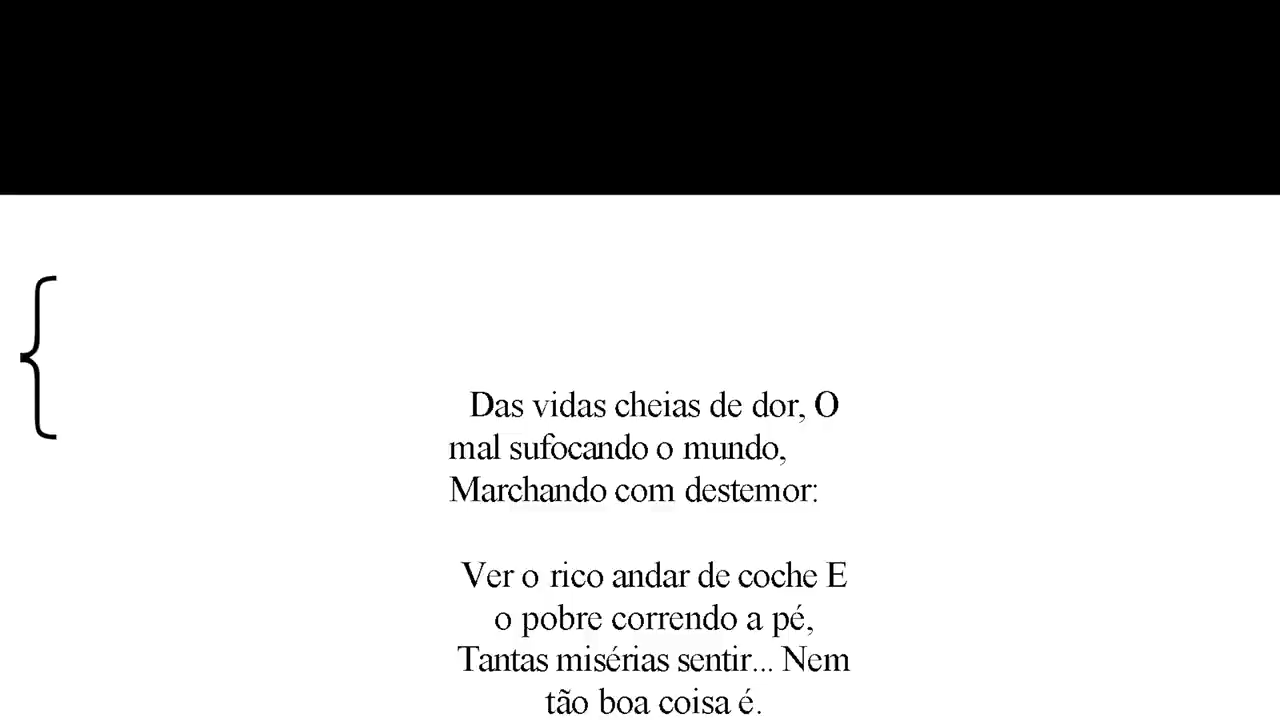 Das vidas cheias de dor, O
mal sufocando o mundo,
Marchando com destemor:
Ver o rico andar de coche E
o pobre correndo a pé,
Tantas misérias sentir... Nem
tão boa coisa é.